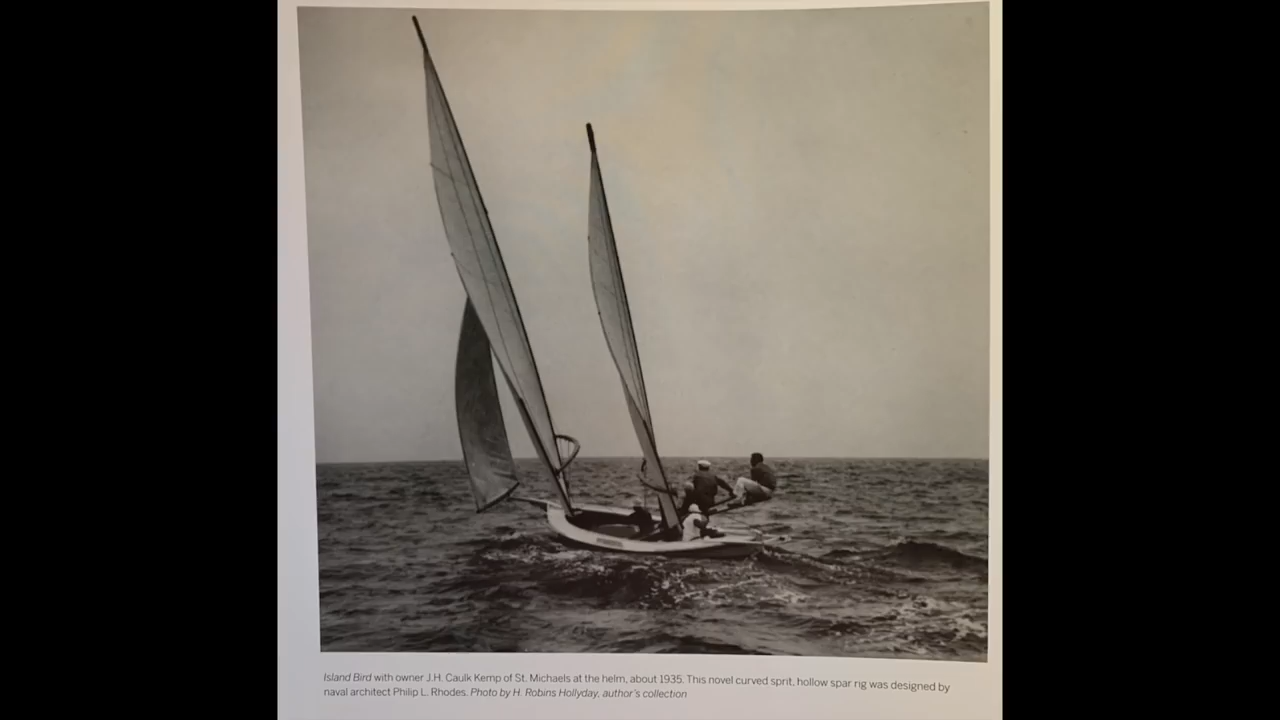 Island Bird with owner J.H. Caulk Kemp of St. Michaels at the helm, about 1935. This novel curved sprit, hollow spar rig was designed by
naval architect Philip L. Rhodes. Photo by H. Robins Hollyday, author's collection